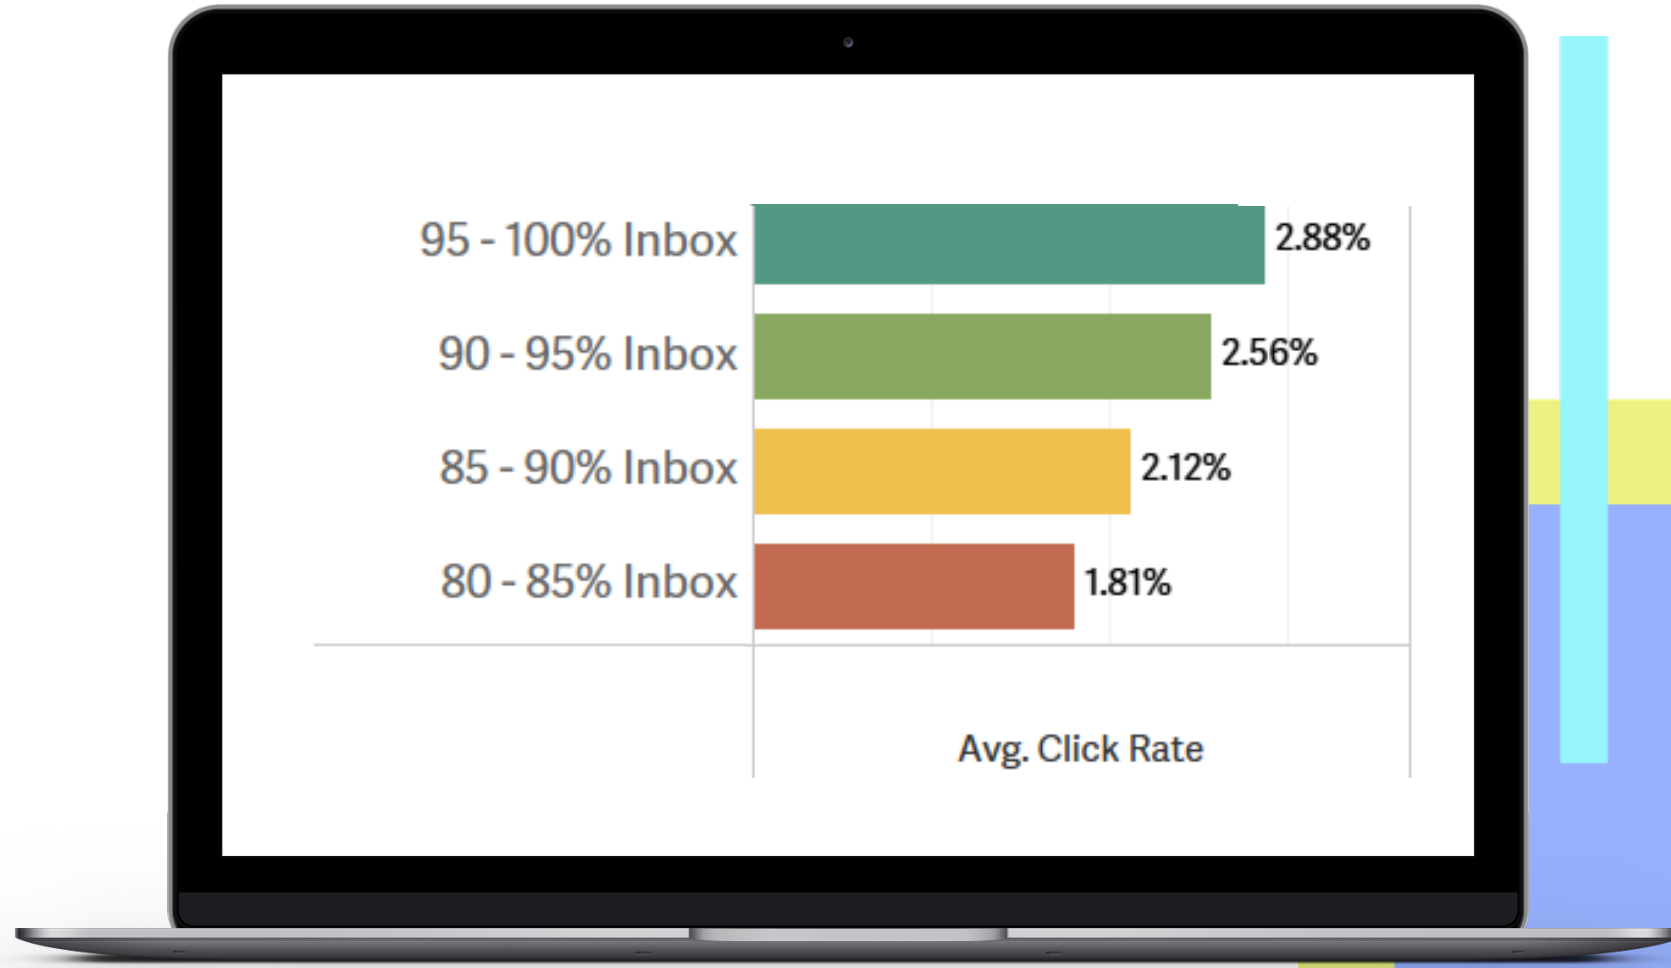 95 - 100% Inbox 2.88%
90 - 95% Inbox 2.56%
85 - 90% Inbox 2.12%
80 - 85% Inbox 1.81%
Avg. Click Rate